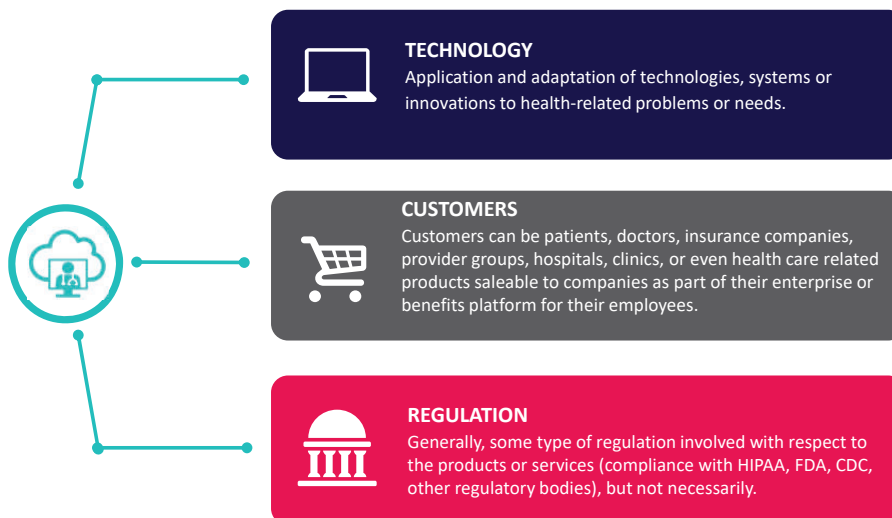 TECHNOLOGY
Application and adaptation of technologies, systems or
innovations to health-related problems or needs.
CUSTOMERS
Customers can be patients, doctors, insurance companies,
provider groups, hospitals, clinics, or even health care related
products saleable to companies as part of their enterprise or
benefits platform for their employees.
REGULATION
Generally, some type of regulation involved with respect to
the products or services (compliance with HIPAA, FDA, CDC,
other regulatory bodies), but not necessarily.